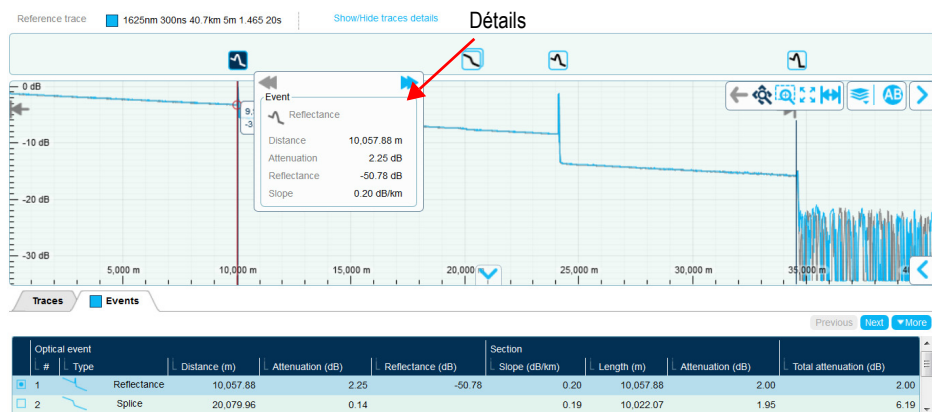 Reference trace 1625nm 300ns 40.7km 5m 1.465 20s Show/Hide traces details Détails
0 dB
-10 dB
-20 dB
-30 dB
Event
Reflectance
Distance 10,057.88 m
Attenuation 2.25 dB
Reflectance -50.78 dB
Slope 0.20 dB/km
AB
5,000 m 10,000 m 15,000 m 20,000 m 25,000 m 30,000 m 35,000 m
Traces Events
Previous Next ▼More
Optical event Section
# Type Distance (m) Attenuation (dB) Reflectance (dB) Slope (dB/km) Length (m) Attenuation (dB) Total attenuation (dB)
1 Reflectance 10,057.88 2.25 -50.78 0.20 10,057.88 2.00 2.00
2 Splice 20,079.96 0.14 0.19 10,022.07 1.95 6.19